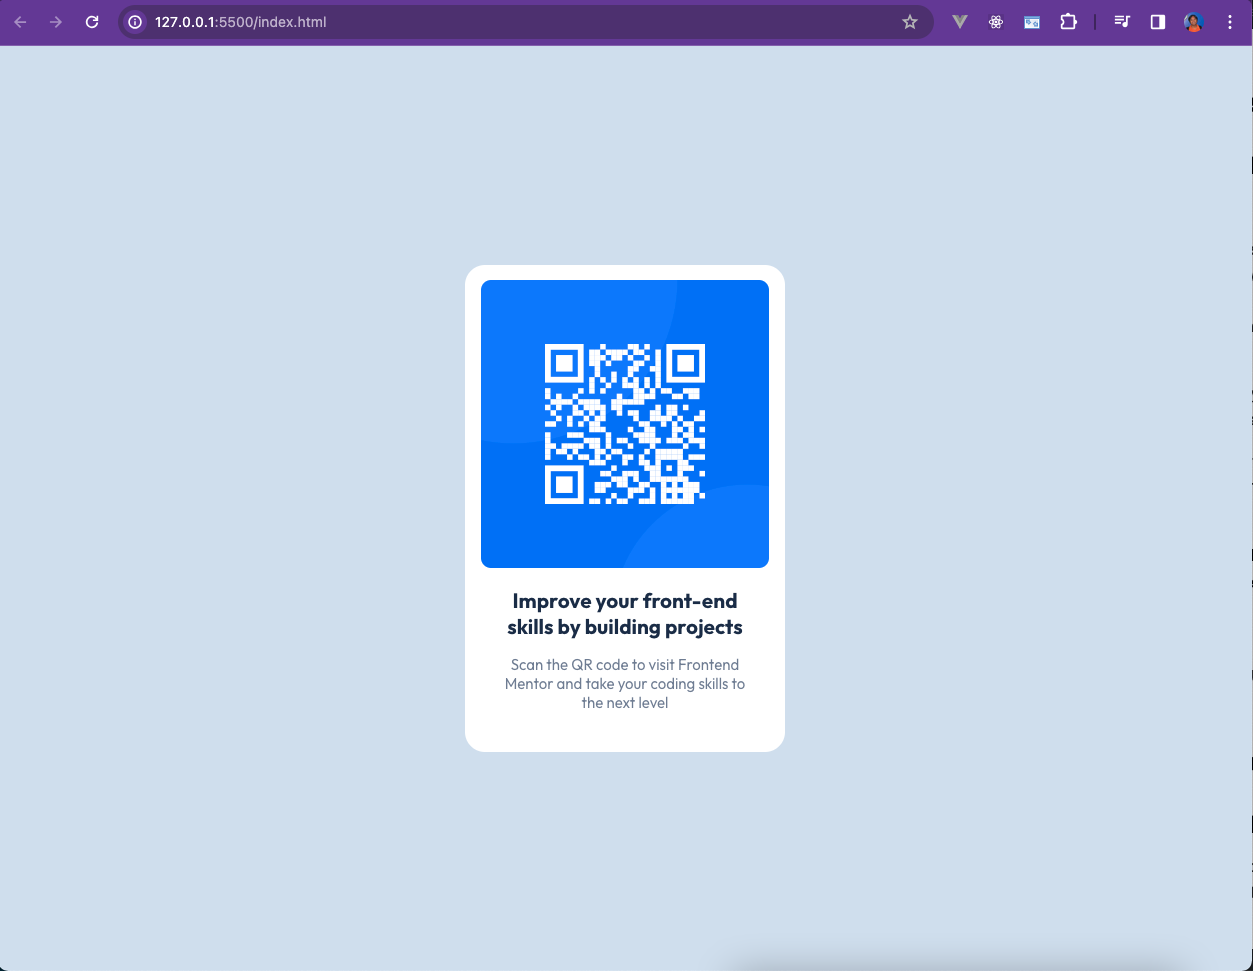 127.0.0.1:5500/index.html
Improve your front-end
skills by building projects
Scan the QR code to visit Frontend
Mentor and take your coding skills to
the next level